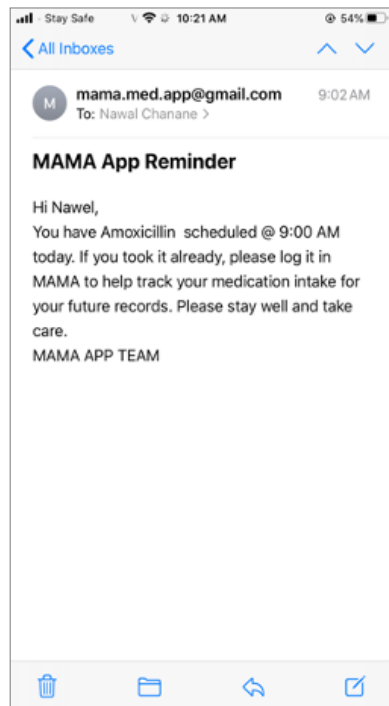 Stay Safe 10:21 AM 54%
All Inboxes
M
mama.med.app@gmail.com 9:02 AM
To: Nawal Chanane >
MAMA App Reminder
Hi Nawel,
You have Amoxicillin scheduled @ 9:00 AM
today. If you took it already, please log it in
MAMA to help track your medication intake for
your future records. Please stay well and take
care.
MAMA APP TEAM